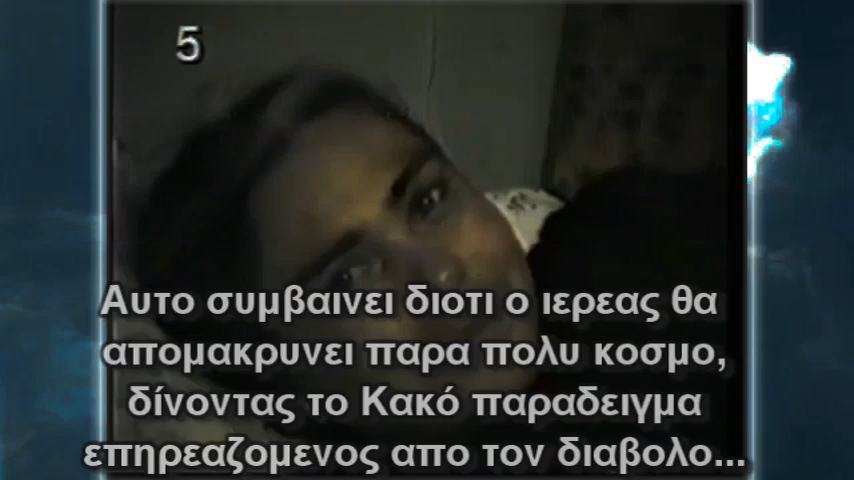 5
Αυτο συμβαινει διοτι ο ιερεας θα
απομακρυνει παρα πολυ κοσμο,
δίνοντας το Κακό παραδειγμα
επηρεαζομενος απο τον διαβολο...